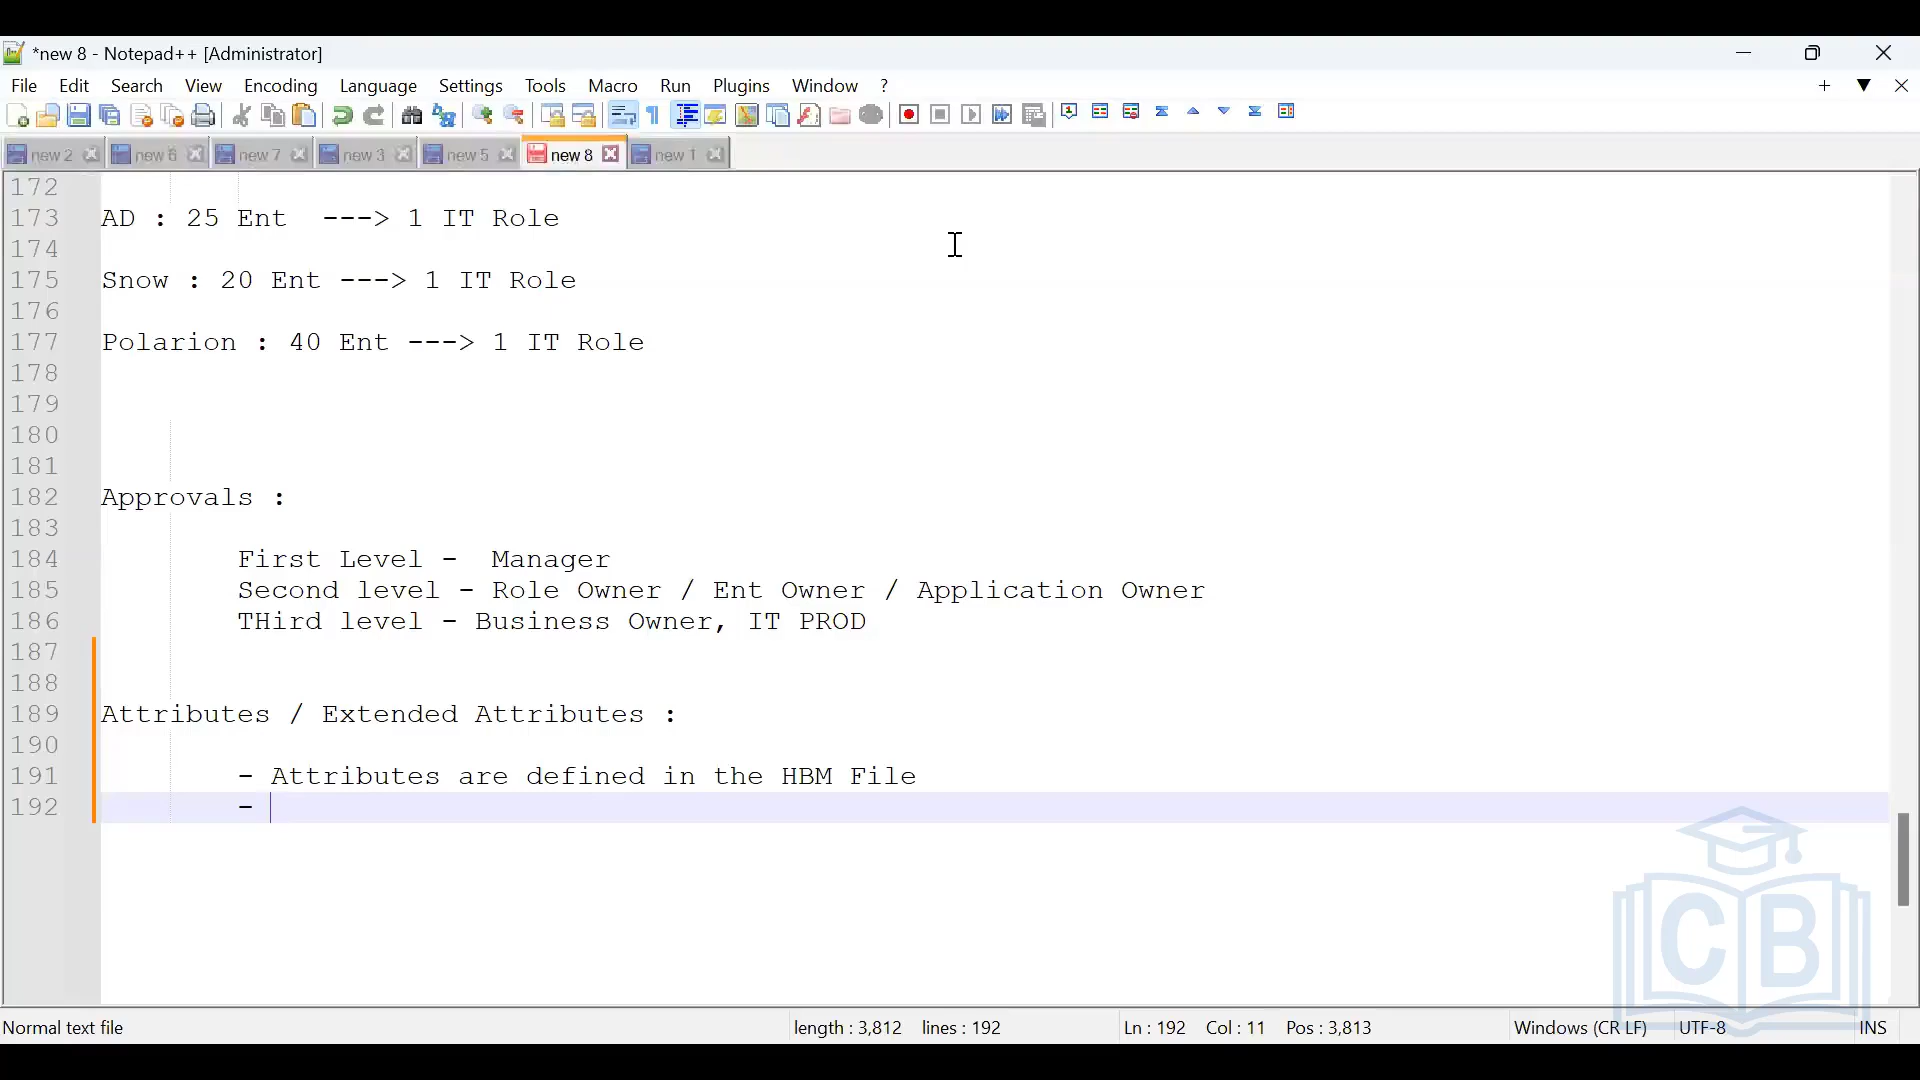 *new 8 - Notepad++ [Administrator]
File Edit Search View Encoding Language Settings Tools Macro Run Plugins Window ?
new 2 new 6 new 7 new 3 new 5 new 8 new 1
172
173 AD : 25 Ent ---> 1 IT Role
174
175 Snow : 20 Ent ---> 1 IT Role
176
177 Polarion : 40 Ent ---> 1 IT Role
178
179
180
181
182 Approvals :
183
184 First Level - Manager
185 Second level - Role Owner / Ent Owner / Application Owner
186 THird level - Business Owner, IT PROD
187
188
189 Attributes / Extended Attributes :
190
191 - Attributes are defined in the HBM File
192 -
CB
Normal text file length : 3,812 lines : 192 Ln : 192 Col : 11 Pos : 3,813 Windows (CR LF) UTF-8 INS